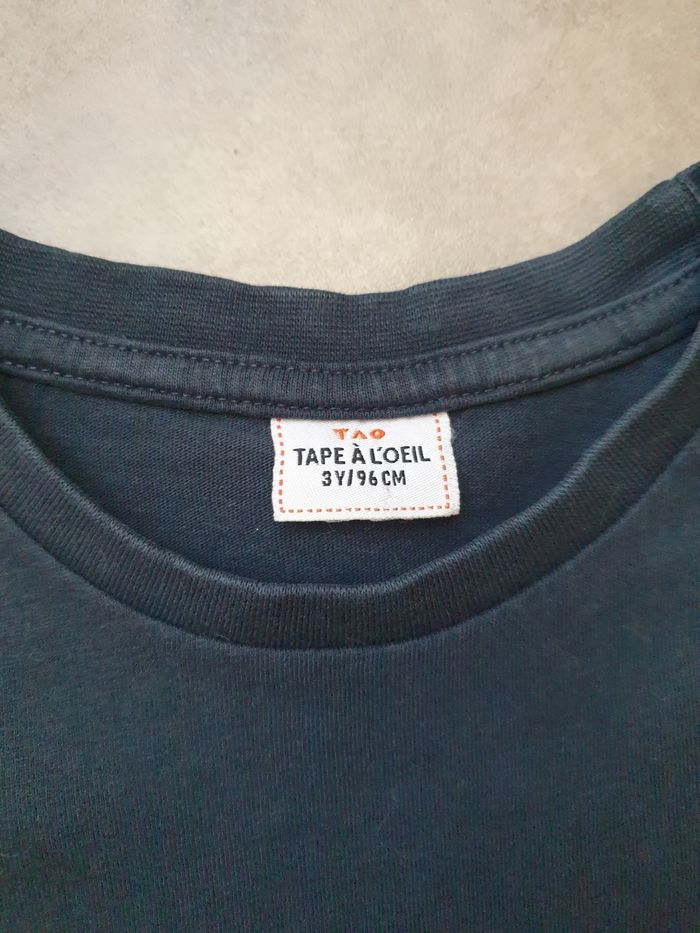 TAO
TAPE À L'OEIL
3Y/96CM